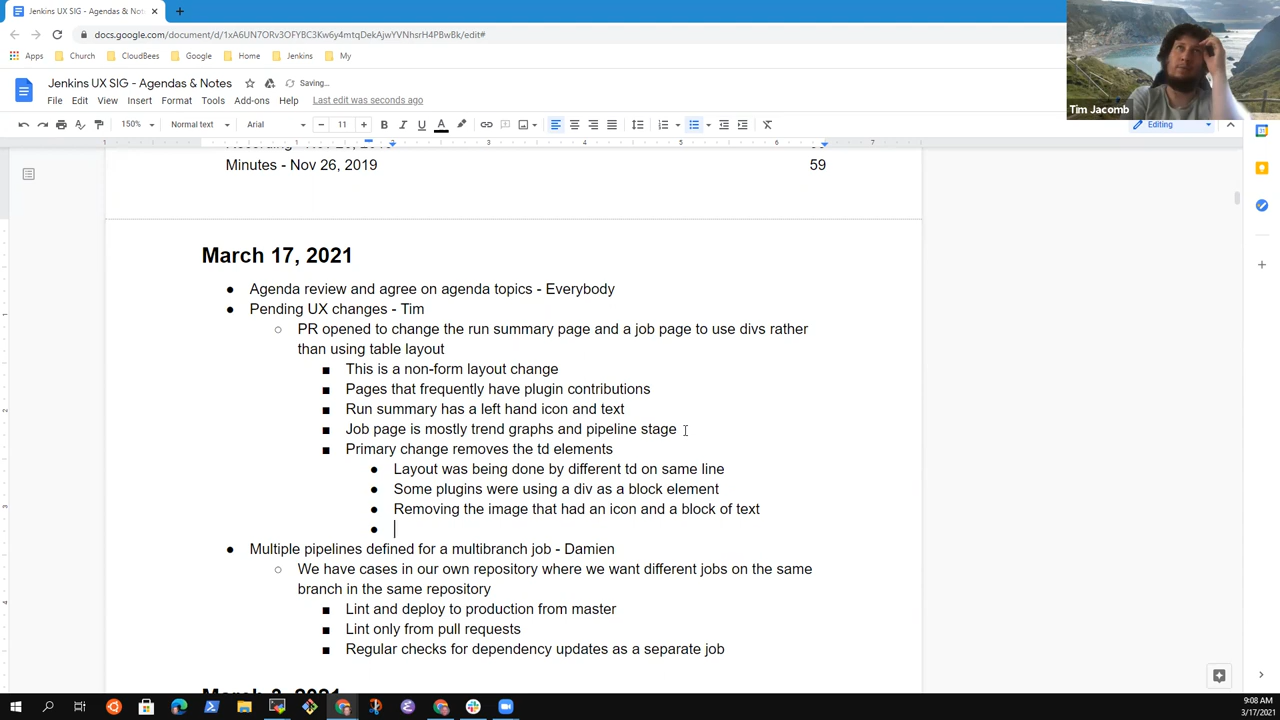 Jenkins UX SIG - Agendas & Notes
docs.google.com/document/d/1xA6UN7ORv3OFYBC3Kw6y4mtqDekAjwYVNhsrH4PBwBk/edit#
Apps Church CloudBees Google Home Jenkins My
Tim Jacomb
Jenkins UX SIG - Agendas & Notes Saving...
File Edit View Insert Format Tools Add-ons Help Last edit was seconds ago
150% Normal text Arial 11 Editing
Minutes - Nov 26, 2019 59
March 17, 2021
Agenda review and agree on agenda topics - Everybody
Pending UX changes - Tim
PR opened to change the run summary page and a job page to use divs rather
than using table layout
This is a non-form layout change
Pages that frequently have plugin contributions
Run summary has a left hand icon and text
Job page is mostly trend graphs and pipeline stage
Primary change removes the td elements
Layout was being done by different td on same line
Some plugins were using a div as a block element
Removing the image that had an icon and a block of text
Multiple pipelines defined for a multibranch job - Damien
We have cases in our own repository where we want different jobs on the same
branch in the same repository
Lint and deploy to production from master
Lint only from pull requests
Regular checks for dependency updates as a separate job
March 3, 2021
9:08 AM
3/17/2021